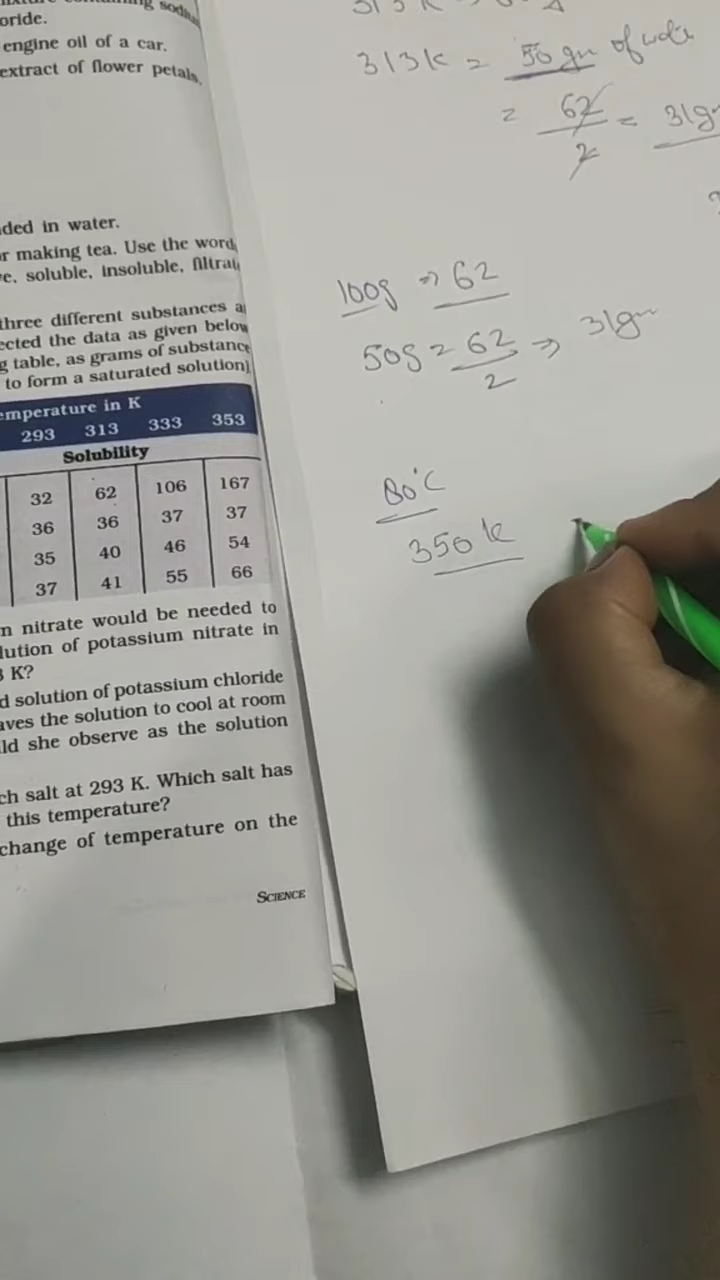 oride.
engine oil of a car.
extract of flower petals.
ded in water.
r making tea. Use the word
e, soluble, insoluble, filtrat
three different substances a
ected the data as given below
g table, as grams of substance
to form a saturated solution)
emperature in K
293 313 333 353
Solubility
32 62 106 167
36 36 37 37
35 40 46 54
37 41 55 66
n nitrate would be needed to
lution of potassium nitrate in
3 K?
d solution of potassium chloride
aves the solution to cool at room
ld she observe as the solution
ch salt at 293 K. Which salt has
this temperature?
change of temperature on the
SCIENCE
313K = 50 gm of
= 62/2 = 31g
100g => 62
50g = 62/2 => 31gm
80°C
350 k